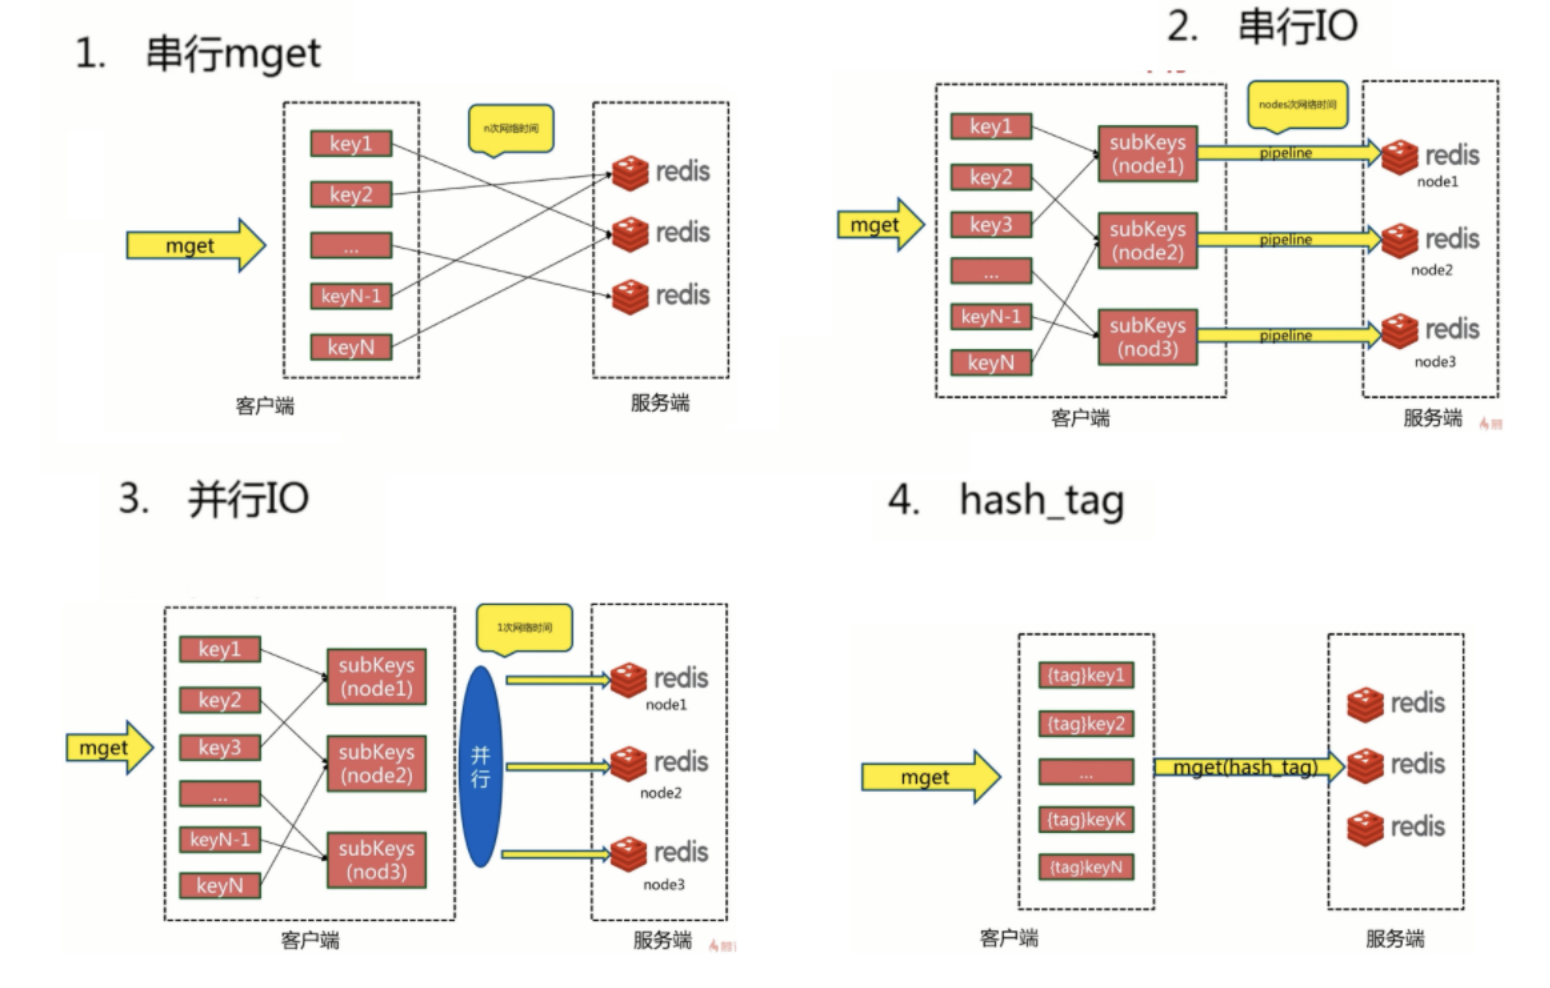 1. 串行mget
n次网络时间
key1
key2
...
keyN-1
keyN
mget
redis
redis
redis
客户端
服务端
2. 串行IO
nodes次网络时间
key1
key2
key3
...
keyN-1
keyN
mget
subKeys
(node1)
subKeys
(node2)
subKeys
(nod3)
pipeline
pipeline
pipeline
redis
node1
redis
node2
redis
node3
客户端
服务端
3. 并行IO
1次网络时间
key1
key2
key3
...
keyN-1
keyN
mget
subKeys
(node1)
subKeys
(node2)
subKeys
(nod3)
并
行
redis
node1
redis
node2
redis
node3
客户端
服务端
4. hash_tag
{tag}key1
{tag}key2
...
{tag}keyK
{tag}keyN
mget
mget(hash_tag)
redis
redis
redis
客户端
服务端